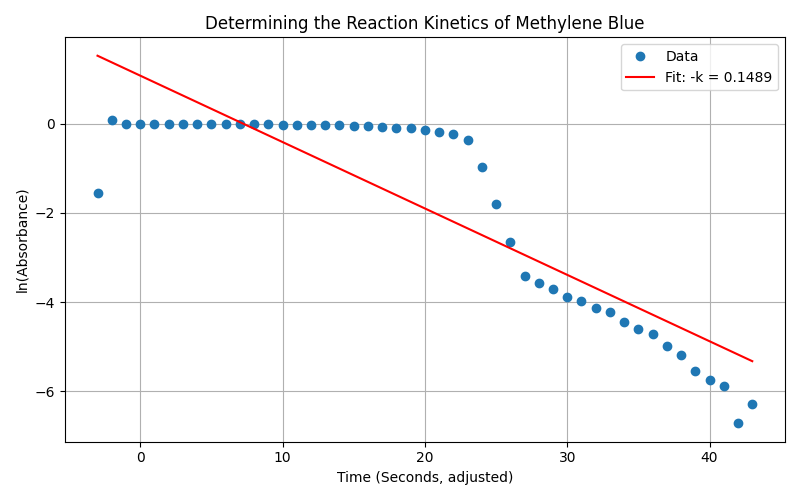 Determining the Reaction Kinetics of Methylene Blue
Data
Fit: -k = 0.1489
ln(Absorbance)
0
−2
−4
−6
0 10 20 30 40
Time (Seconds, adjusted)